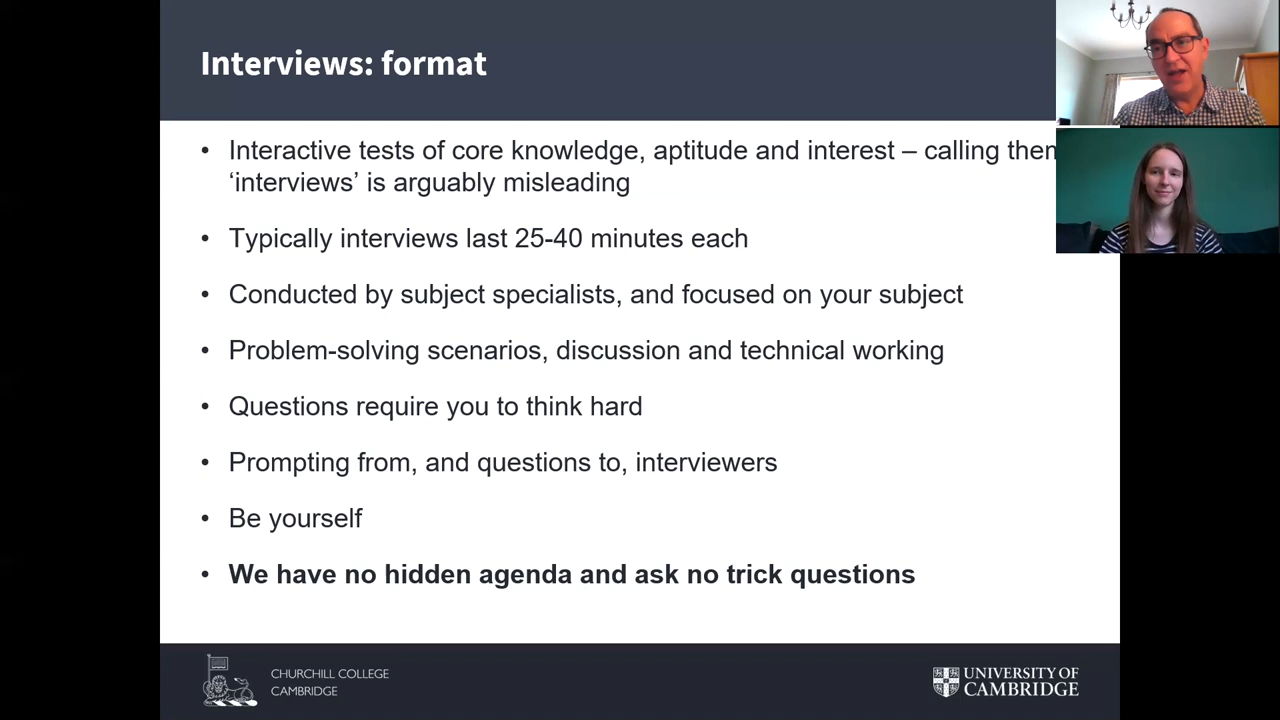 Interviews: format
• Interactive tests of core knowledge, aptitude and interest – calling them
‘interviews’ is arguably misleading
• Typically interviews last 25-40 minutes each
• Conducted by subject specialists, and focused on your subject
• Problem-solving scenarios, discussion and technical working
• Questions require you to think hard
• Prompting from, and questions to, interviewers
• Be yourself
• We have no hidden agenda and ask no trick questions
CHURCHILL COLLEGE
CAMBRIDGE
UNIVERSITY OF
CAMBRIDGE